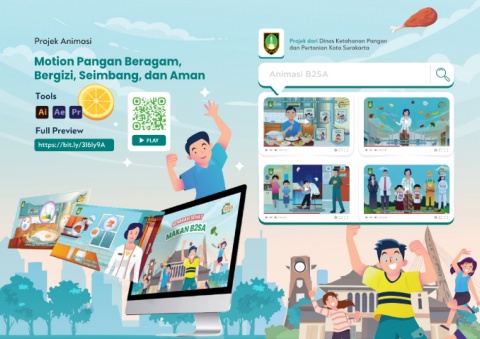 Projek Animasi
Motion Pangan Beragam,
Bergizi, Seimbang, dan Aman
Tools
Ai Ae Pr
Full Preview
https://bit.ly/3I6ly9A
PLAY
Projek dari Dinas Ketahanan Pangan
dan Pertanian Kota Surakarta
Animasi B2SA
MAKAN B2SA